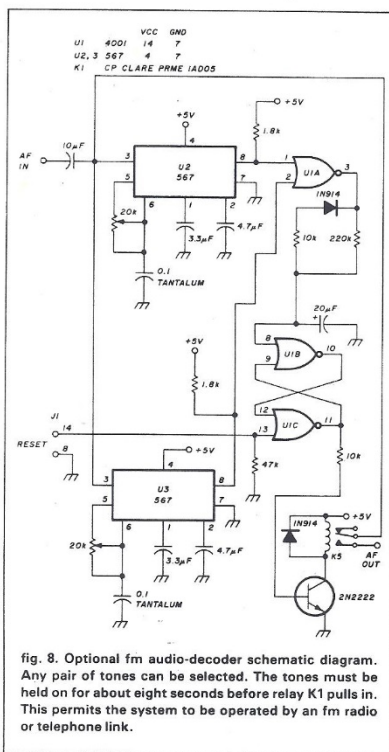 VCC GND
U1 4001 14 7
U2, 3 567 4 7
K1 CP CLARE PRME IAD05
+5V
+5V
10µF
1.8k
AF
IN
4
3
8
1
U2
567
U1A
3
2
5
7
1N914
6
1
2
20k
10k
220k
3.3µF
4.7µF
0.1
TANTALUM
20µF
+
+5V
8
U1B
10
9
1.8k
J1
14
12
U1C
11
13
RESET
8
+5V
47k
10k
4
3
8
U3
567
5
7
+5V
1N914
6
1
2
20k
K5
AF
OUT
3.3µF
4.7µF
2N2222
0.1
TANTALUM
fig. 8. Optional fm audio-decoder schematic diagram.
Any pair of tones can be selected. The tones must be
held on for about eight seconds before relay K1 pulls in.
This permits the system to be operated by an fm radio
or telephone link.